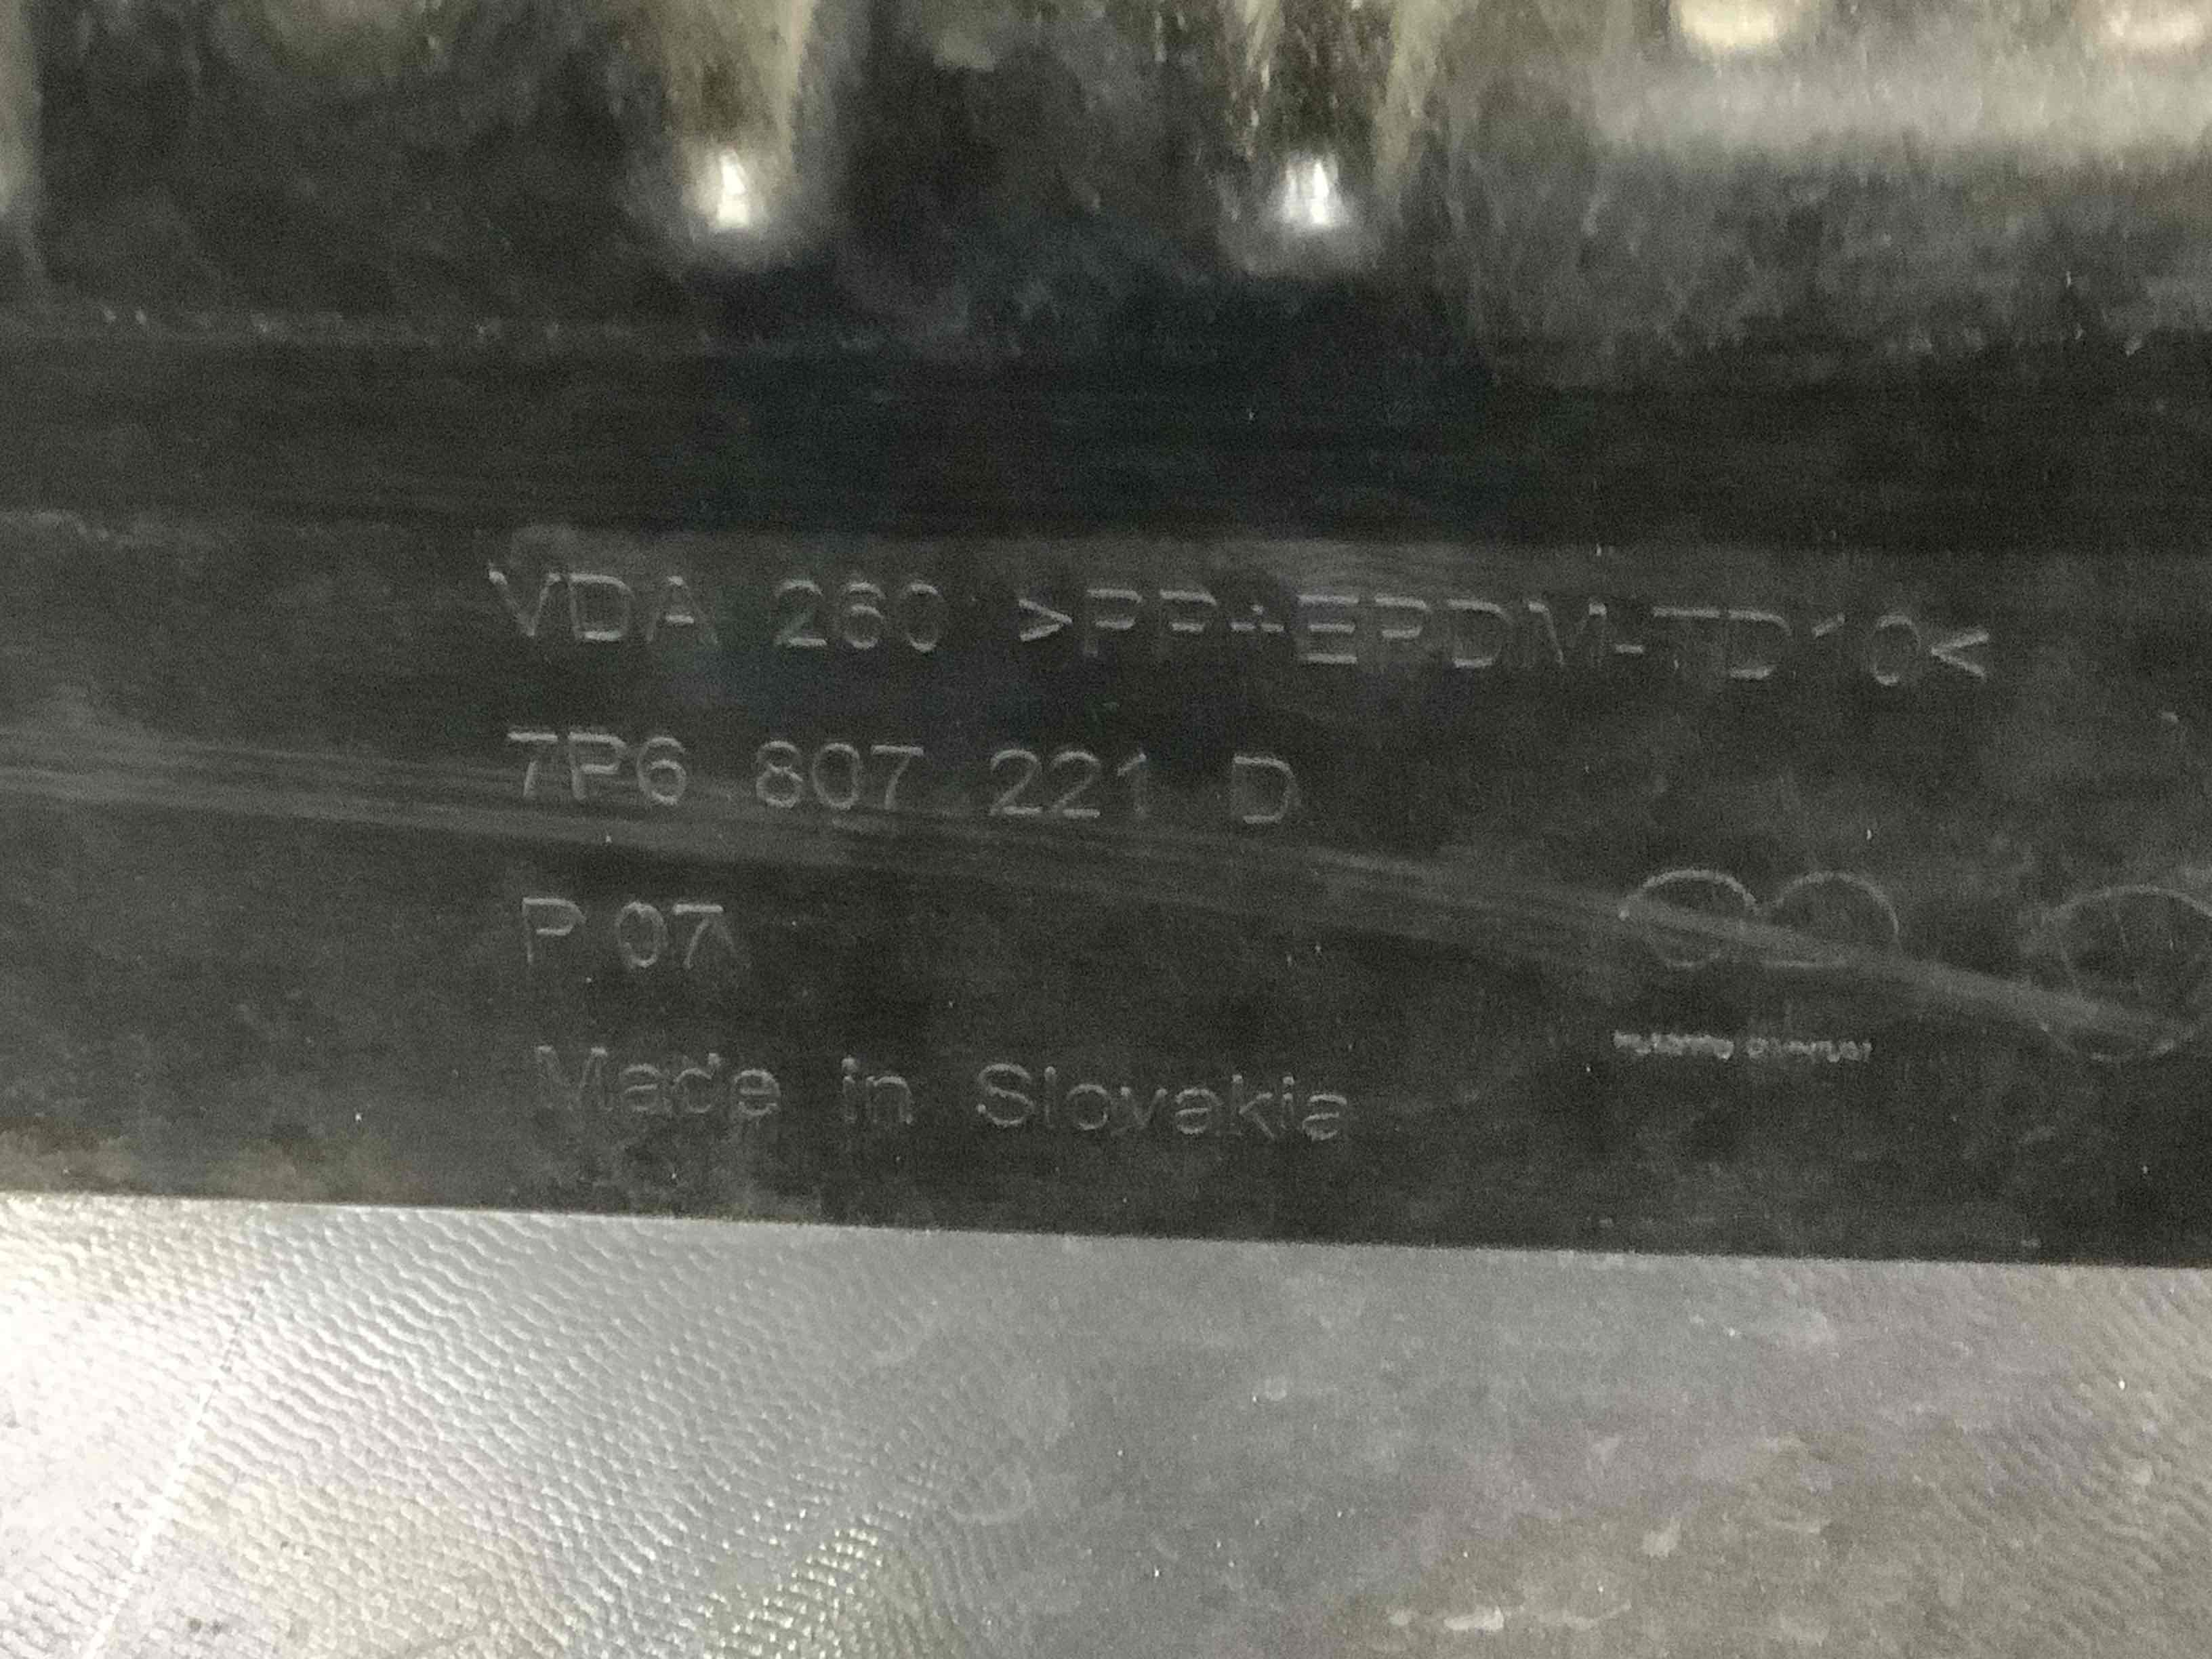 VDA 260 >PP+EPDM-TD10<
7P6 807 221 D
P 07
Made in Slovakia